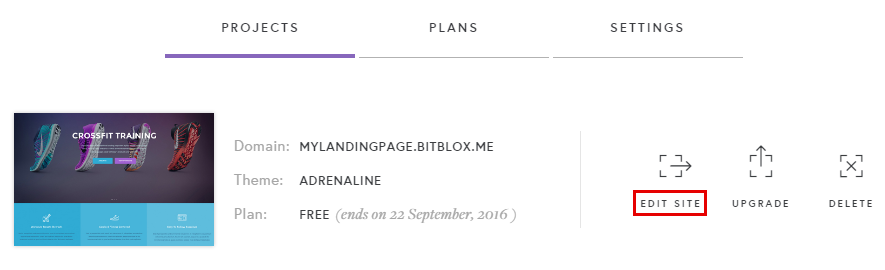 PROJECTS PLANS SETTINGS
CROSSFIT TRAINING
Domain: MYLANDINGPAGE.BITBLOX.ME
Theme: ADRENALINE
Plan: FREE (ends on 22 September, 2016 )
EDIT SITE UPGRADE DELETE